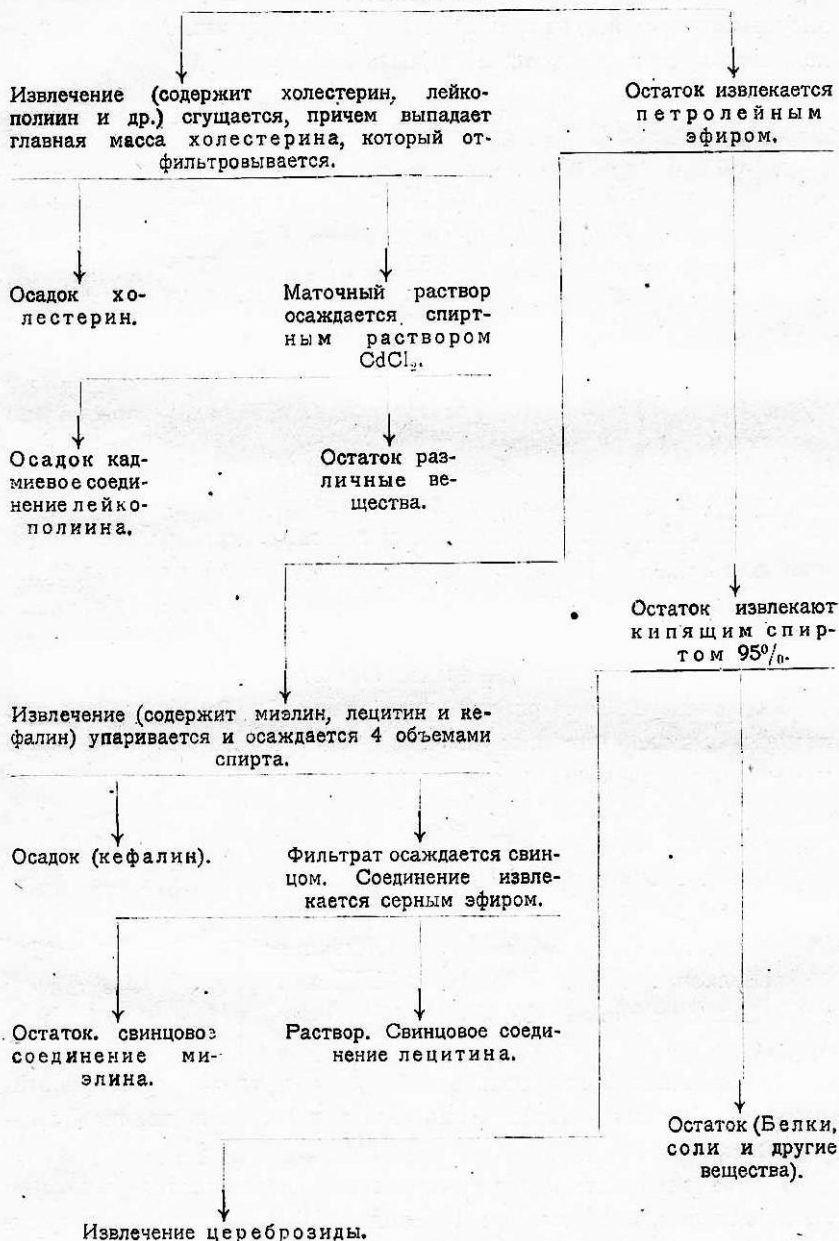 Извлечение (содержит холестерин, лейко-
полиин и др.) сгущается, причем выпадает
главная масса холестерина, который от-
фильтровывается.
Остаток извлекается
петролейным
эфиром.
Осадок хо-
лестерин.
Маточный раствор
осаждается спирт-
ным раствором
CdCl₂.
Осадок кад-
миевое соеди-
нение лейко-
полиина.
Остаток раз-
личные ве-
щества.
Остаток извлекают
кипящим спир-
том 95%.
Извлечение (содержит миэлин, лецитин и ке-
фалин) упаривается и осаждается 4 объемами
спирта.
Осадок (кефалин).
Фильтрат осаждается свин-
цом. Соединение извле-
кается серным эфиром.
Остаток. свинцовое
соединение ми-
элина.
Раствор. Свинцовое соеди-
нение лецитина.
Остаток (Белки,
соли и другие
вещества).
Извлечение цереброзиды.